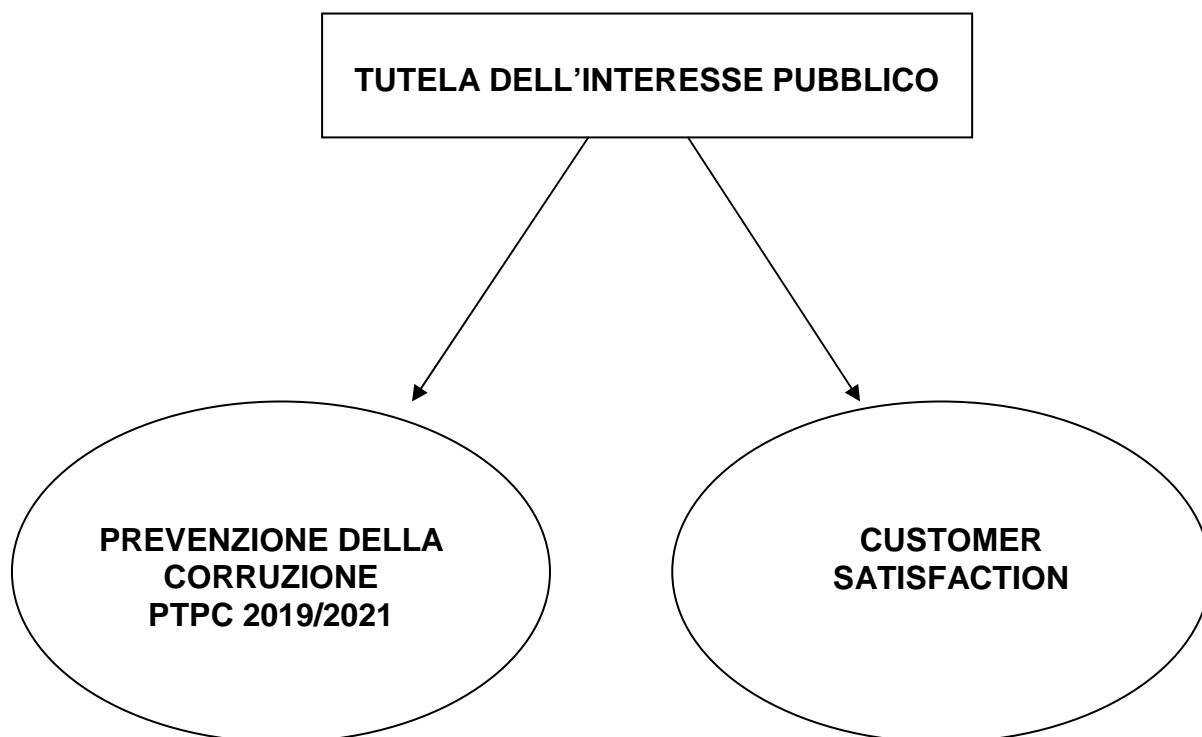 TUTELA DELL’INTERESSE PUBBLICO
PREVENZIONE DELLA
CORRUZIONE
PTPC 2019/2021
CUSTOMER
SATISFACTION